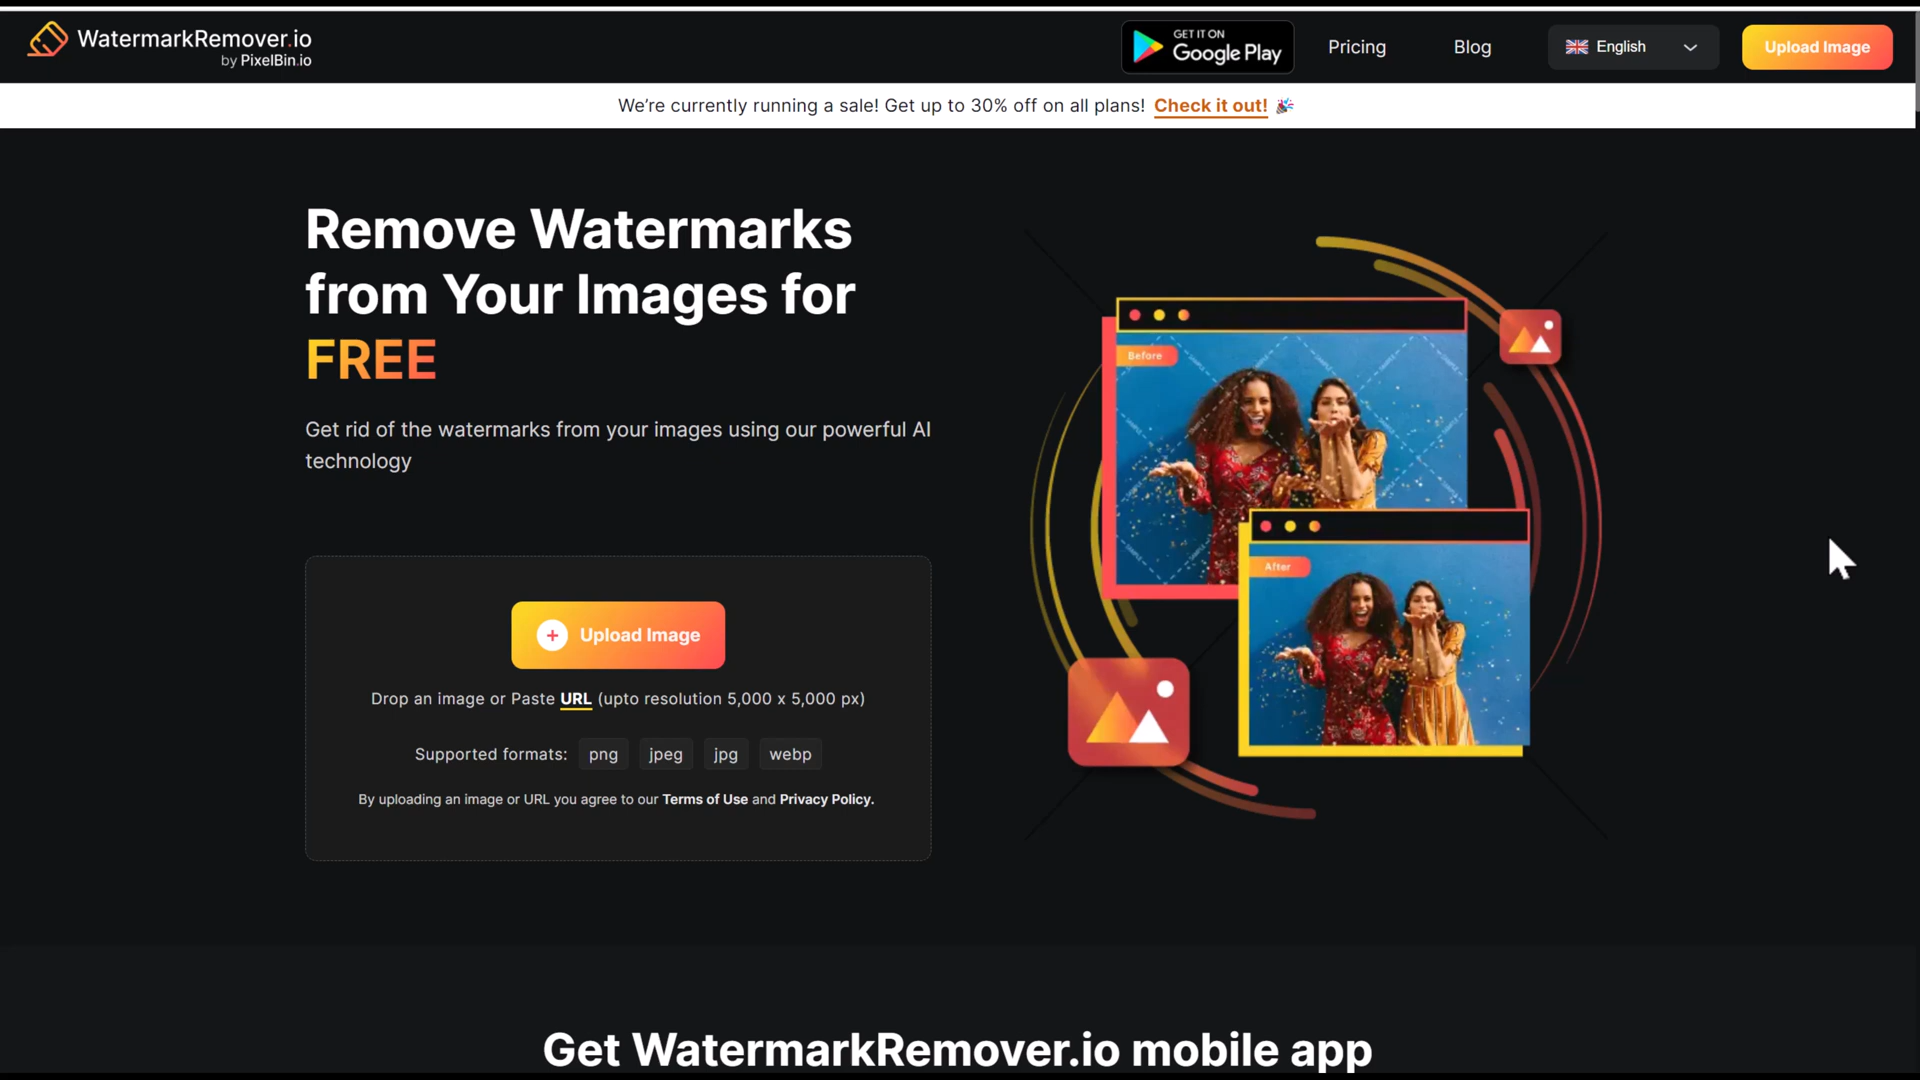 WatermarkRemover.io
by PixelBin.io
GET IT ON
Google Play
Pricing
Blog
English
Upload Image
We’re currently running a sale! Get up to 30% off on all plans! Check it out!
Remove Watermarks
from Your Images for
FREE
Get rid of the watermarks from your images using our powerful AI
technology
Upload Image
Drop an image or Paste URL (upto resolution 5,000 x 5,000 px)
Supported formats: png jpeg jpg webp
By uploading an image or URL you agree to our Terms of Use and Privacy Policy.
Before
After
Get WatermarkRemover.io mobile app